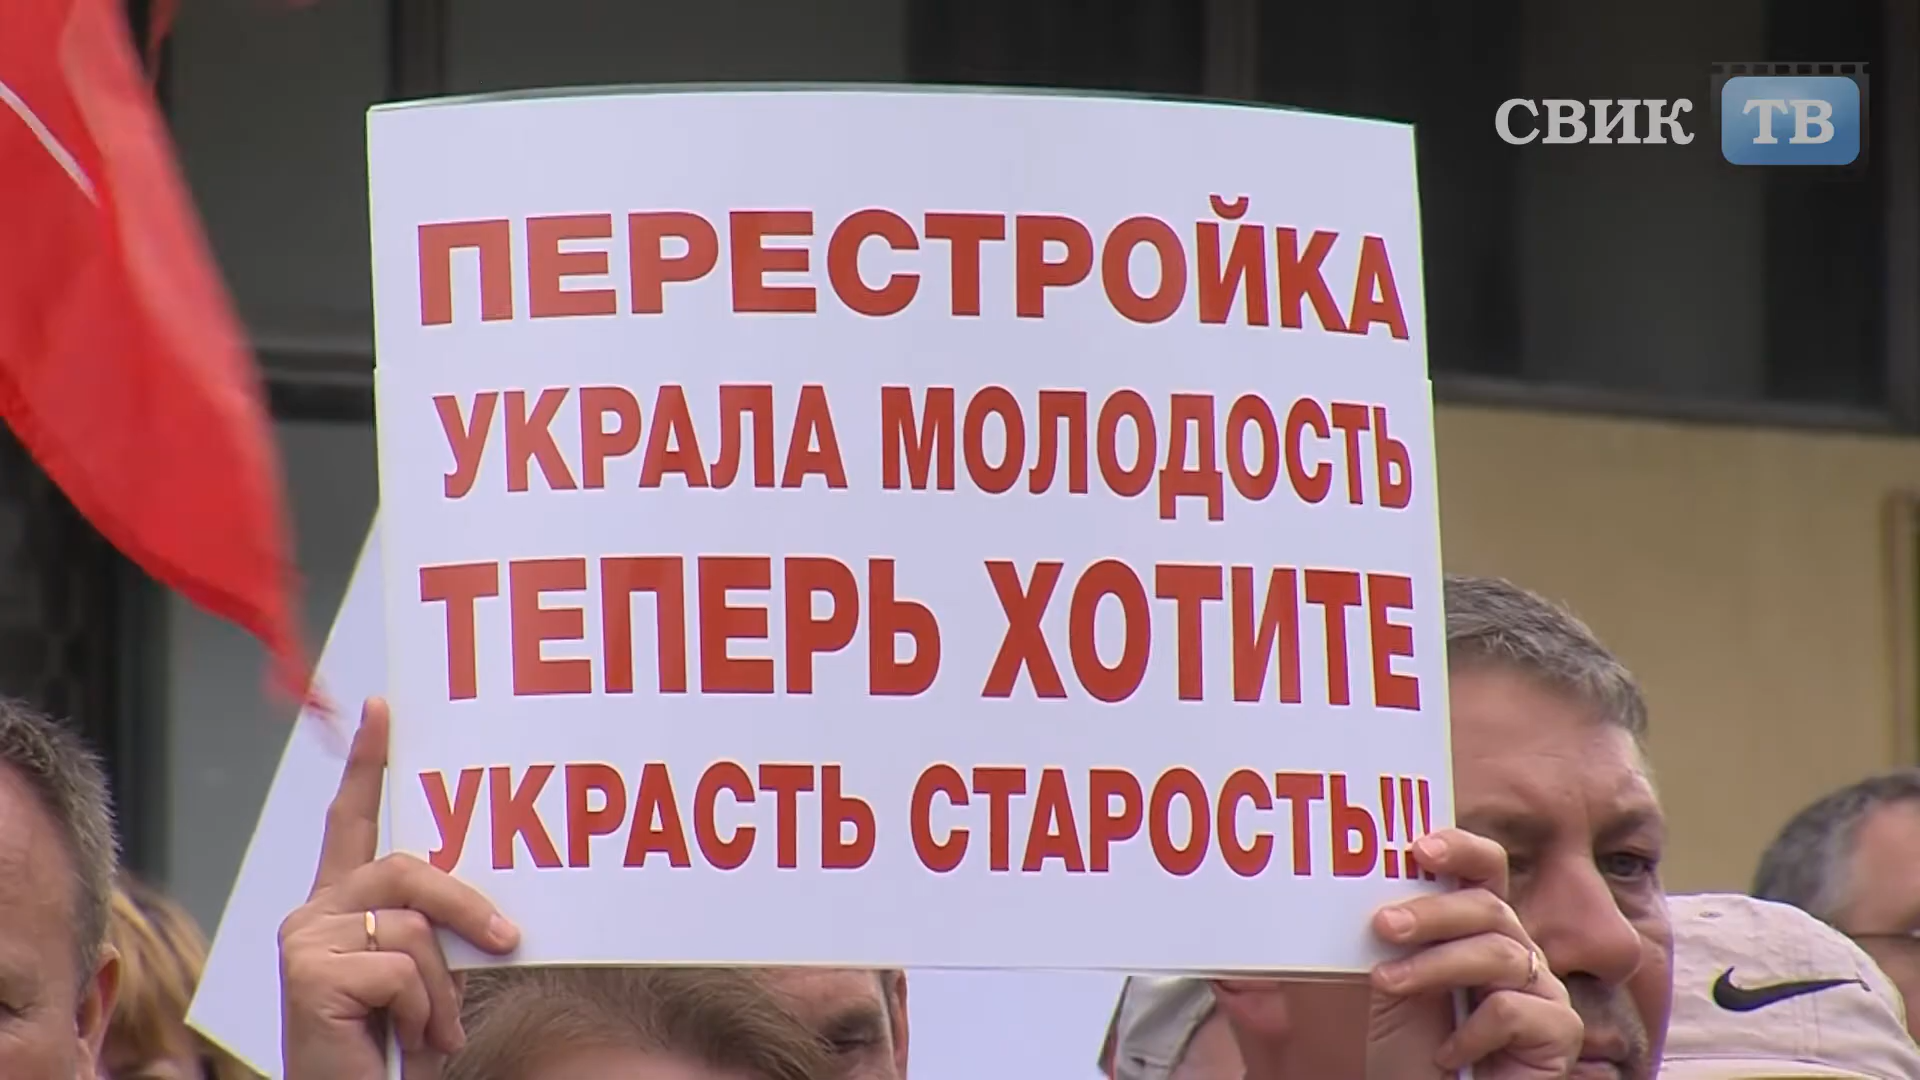 СВИК ТВ
ПЕРЕСТРОЙКА
УКРАЛА МОЛОДОСТЬ
ТЕПЕРЬ ХОТИТЕ
УКРАСТЬ СТАРОСТЬ!!!